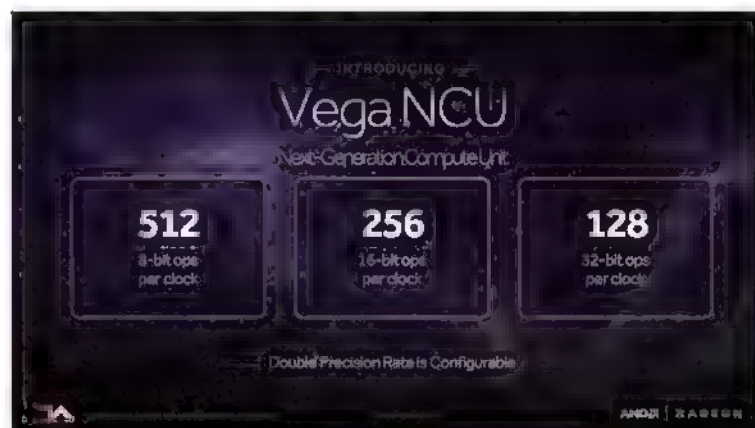 INTRODUCING
Vega NCU
Next-Generation Compute Unit
512
8-bit ops
per clock
256
16-bit ops
per clock
128
32-bit ops
per clock
Double Precision Rate is Configurable
AMD RADEON